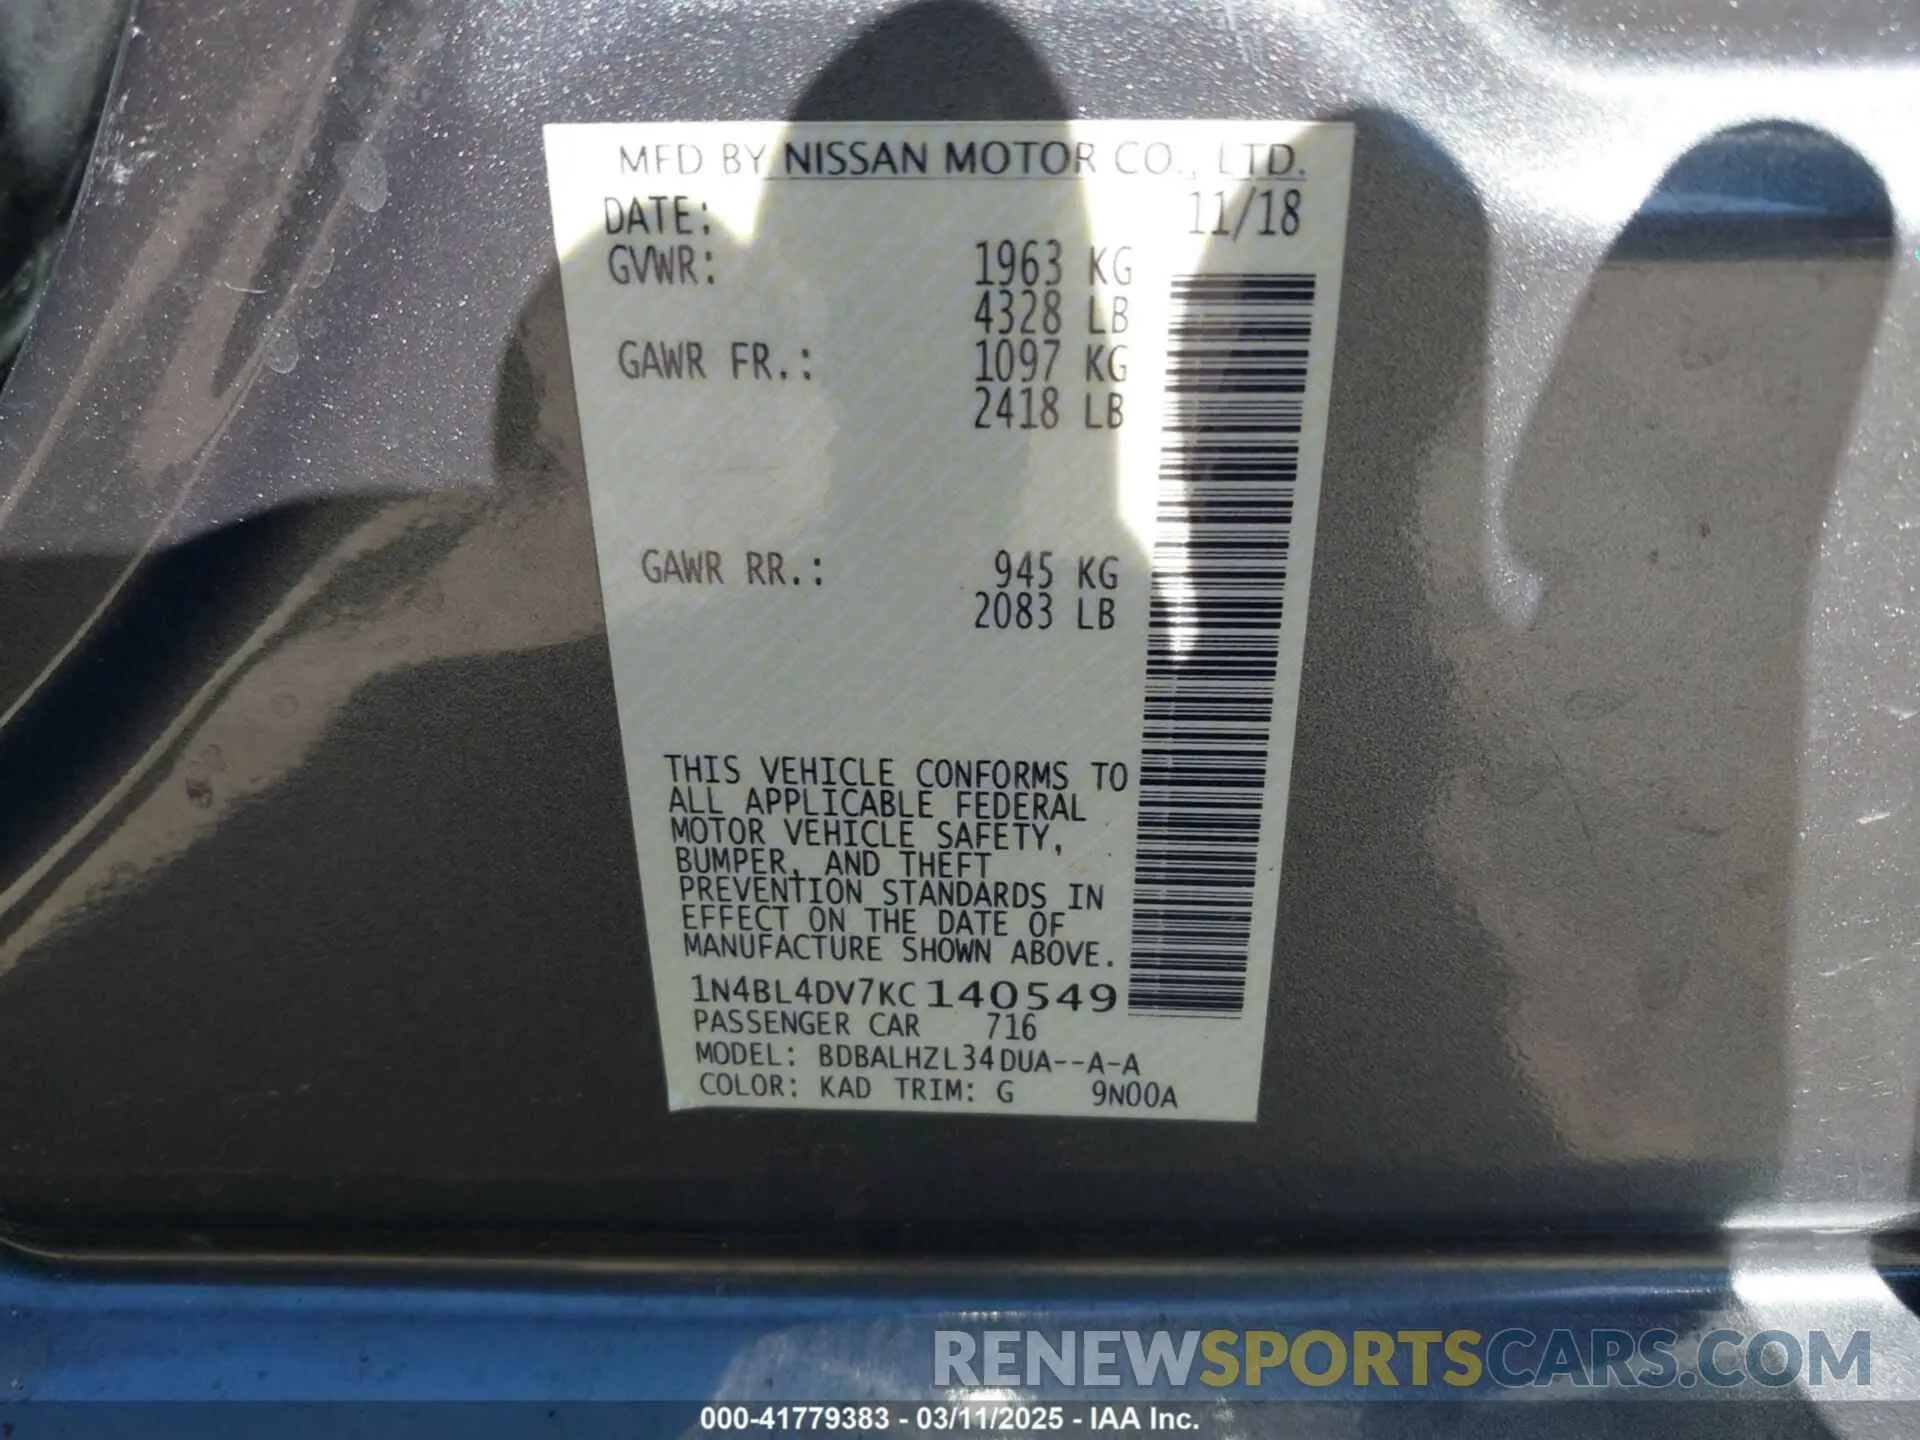 MFD BY NISSAN MOTOR CO., LTD.
DATE: 11/18
GVWR: 1963 KG
4328 LB
GAWR FR.: 1097 KG
2418 LB
GAWR RR.: 945 KG
2083 LB
THIS VEHICLE CONFORMS TO
ALL APPLICABLE FEDERAL
MOTOR VEHICLE SAFETY,
BUMPER, AND THEFT
PREVENTION STANDARDS IN
EFFECT ON THE DATE OF
MANUFACTURE SHOWN ABOVE.
1N4BL4DV7KC140549
PASSENGER CAR 716
MODEL: BDBALHZL34DUA--A-A
COLOR: KAD TRIM: G 9N00A
RENEWSPORTSCARS.COM
000-41779383 - 03/11/2025 - IAA Inc.